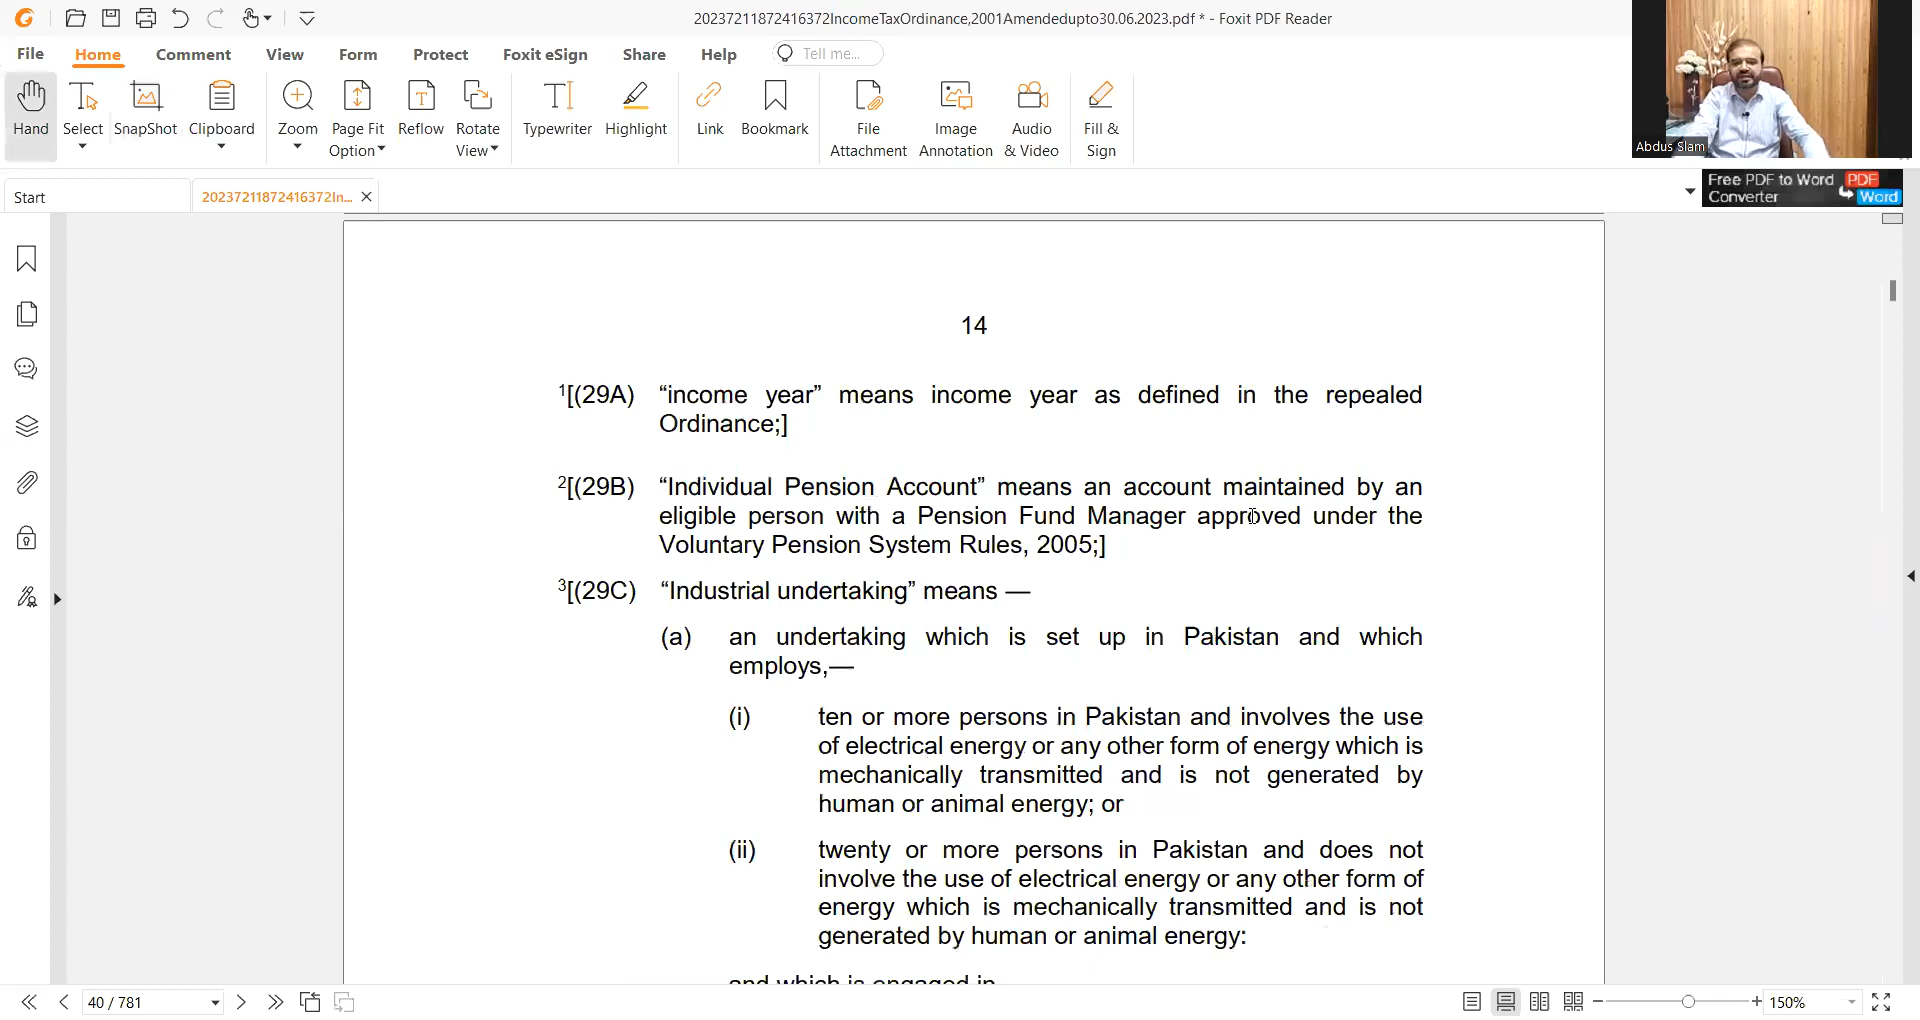 20237211872416372IncomeTaxOrdinance,2001Amendedupto30.06.2023.pdf * - Foxit PDF Reader
File Home Comment View Form Protect Foxit eSign Share Help Tell me...
Hand Select SnapShot Clipboard Zoom Page Fit Option Reflow Rotate View Typewriter Highlight Link Bookmark File Attachment Image Annotation Audio & Video Fill & Sign
Abdus Slam
Start 20237211872416372In...
Free PDF to Word PDF
Converter Word
14
1[(29A) “income year” means income year as defined in the repealed
Ordinance;]
2[(29B) “Individual Pension Account” means an account maintained by an
eligible person with a Pension Fund Manager approved under the
Voluntary Pension System Rules, 2005;]
3[(29C) “Industrial undertaking” means —
(a) an undertaking which is set up in Pakistan and which
employs,—
(i) ten or more persons in Pakistan and involves the use
of electrical energy or any other form of energy which is
mechanically transmitted and is not generated by
human or animal energy; or
(ii) twenty or more persons in Pakistan and does not
involve the use of electrical energy or any other form of
energy which is mechanically transmitted and is not
generated by human or animal energy:
and which is engaged in
40 / 781 150%